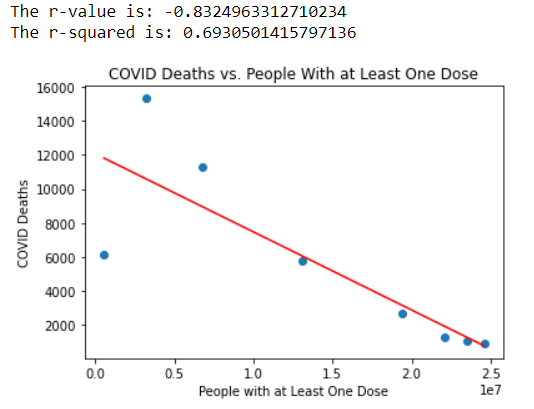 The r-value is: -0.8324963312710234
The r-squared is: 0.6930501415797136
COVID Deaths vs. People With at Least One Dose
16000
14000
12000
10000
8000
6000
4000
2000
COVID Deaths
0.0 0.5 1.0 1.5 2.0 2.5
1e7
People with at Least One Dose